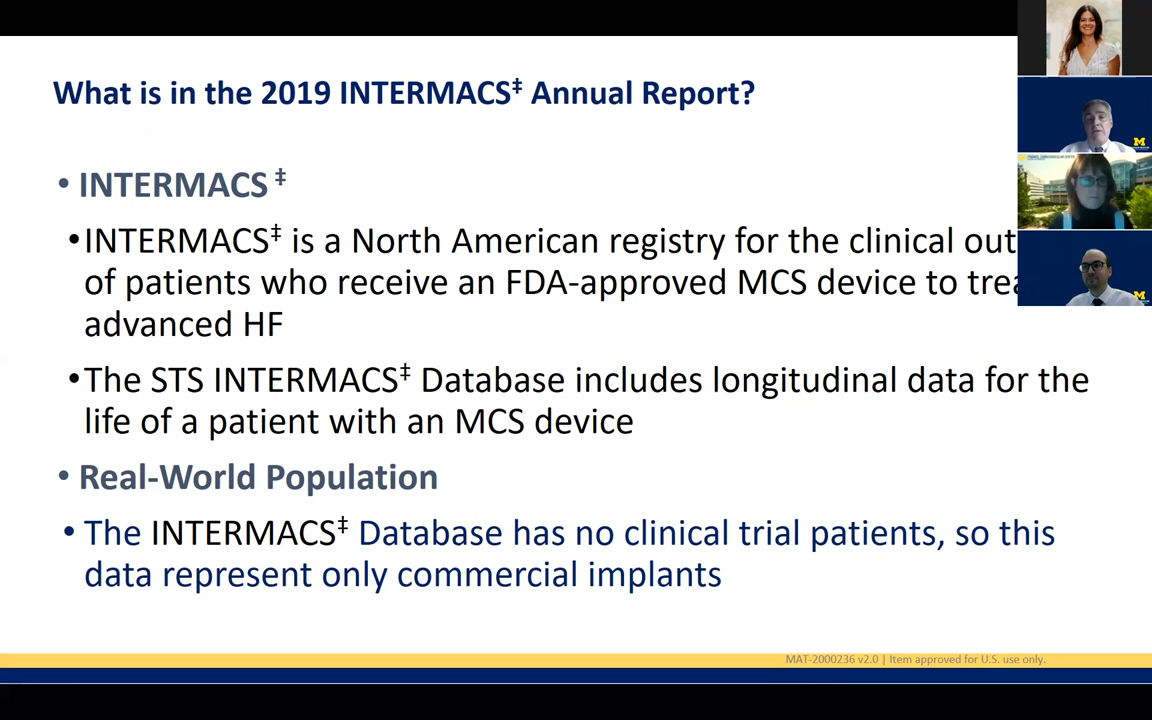 What is in the 2019 INTERMACS‡ Annual Report?
• INTERMACS‡
•INTERMACS‡ is a North American registry for the clinical out
of patients who receive an FDA-approved MCS device to trea
advanced HF
•The STS INTERMACS‡ Database includes longitudinal data for the
life of a patient with an MCS device
• Real-World Population
• The INTERMACS‡ Database has no clinical trial patients, so this
data represent only commercial implants
MAT-2000236 v2.0 | Item approved for U.S. use only.
M
M